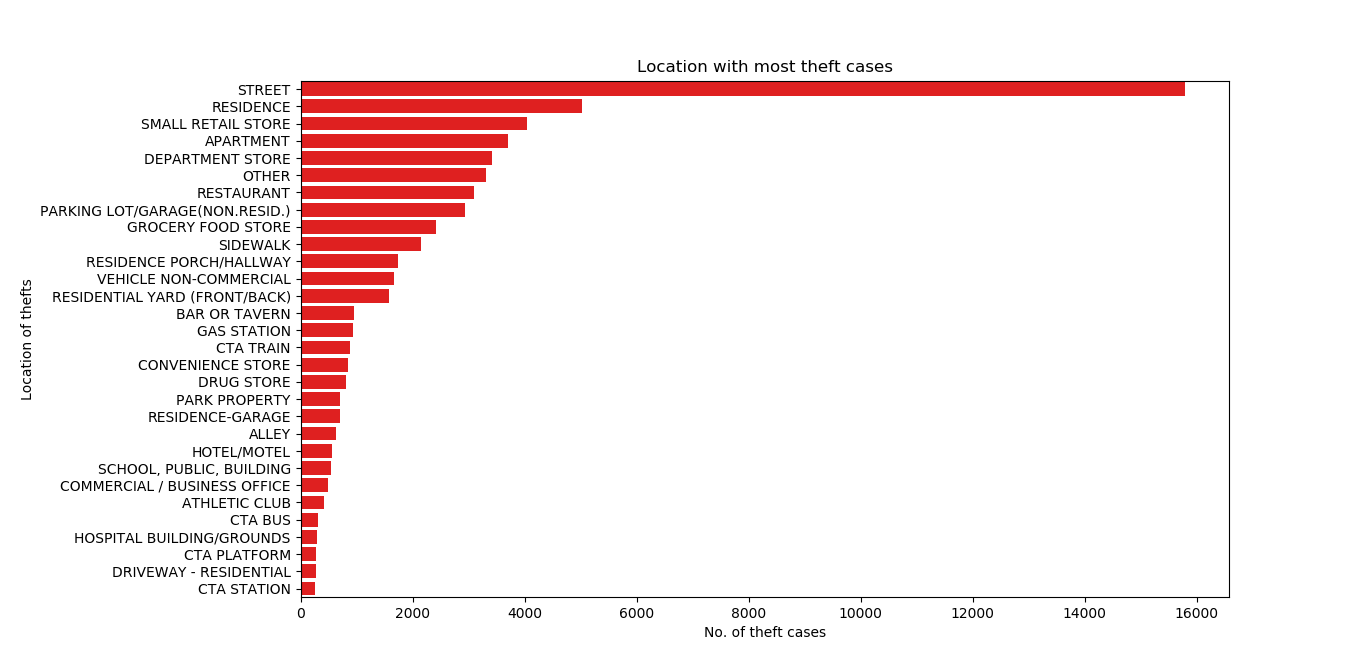 Location with most theft cases
Location of thefts
STREET
RESIDENCE
SMALL RETAIL STORE
APARTMENT
DEPARTMENT STORE
OTHER
RESTAURANT
PARKING LOT/GARAGE(NON.RESID.)
GROCERY FOOD STORE
SIDEWALK
RESIDENCE PORCH/HALLWAY
VEHICLE NON-COMMERCIAL
RESIDENTIAL YARD (FRONT/BACK)
BAR OR TAVERN
GAS STATION
CTA TRAIN
CONVENIENCE STORE
DRUG STORE
PARK PROPERTY
RESIDENCE-GARAGE
ALLEY
HOTEL/MOTEL
SCHOOL, PUBLIC, BUILDING
COMMERCIAL / BUSINESS OFFICE
ATHLETIC CLUB
CTA BUS
HOSPITAL BUILDING/GROUNDS
CTA PLATFORM
DRIVEWAY - RESIDENTIAL
CTA STATION
0 2000 4000 6000 8000 10000 12000 14000 16000
No. of theft cases